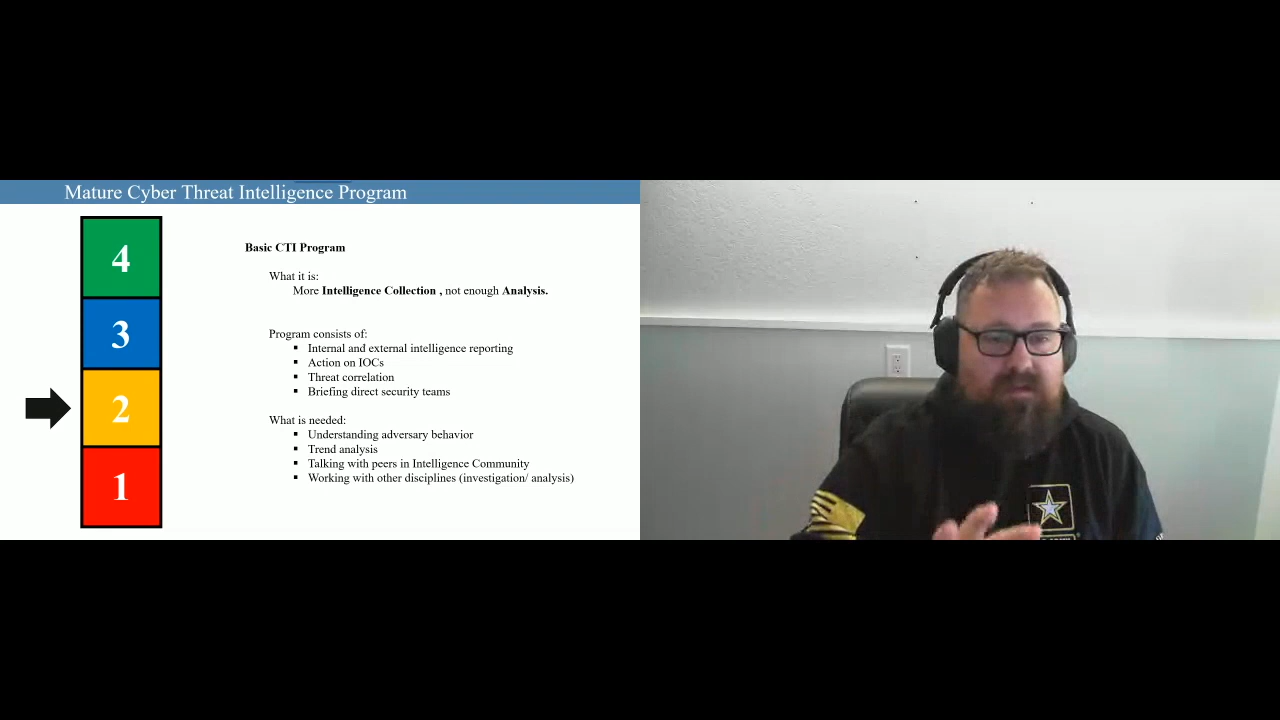 Mature Cyber Threat Intelligence Program
4
3
2
1
Basic CTI Program
What it is:
More Intelligence Collection , not enough Analysis.
Program consists of:
▪ Internal and external intelligence reporting
▪ Action on IOCs
▪ Threat correlation
▪ Briefing direct security teams
What is needed:
▪ Understanding adversary behavior
▪ Trend analysis
▪ Talking with peers in Intelligence Community
▪ Working with other disciplines (investigation/ analysis)